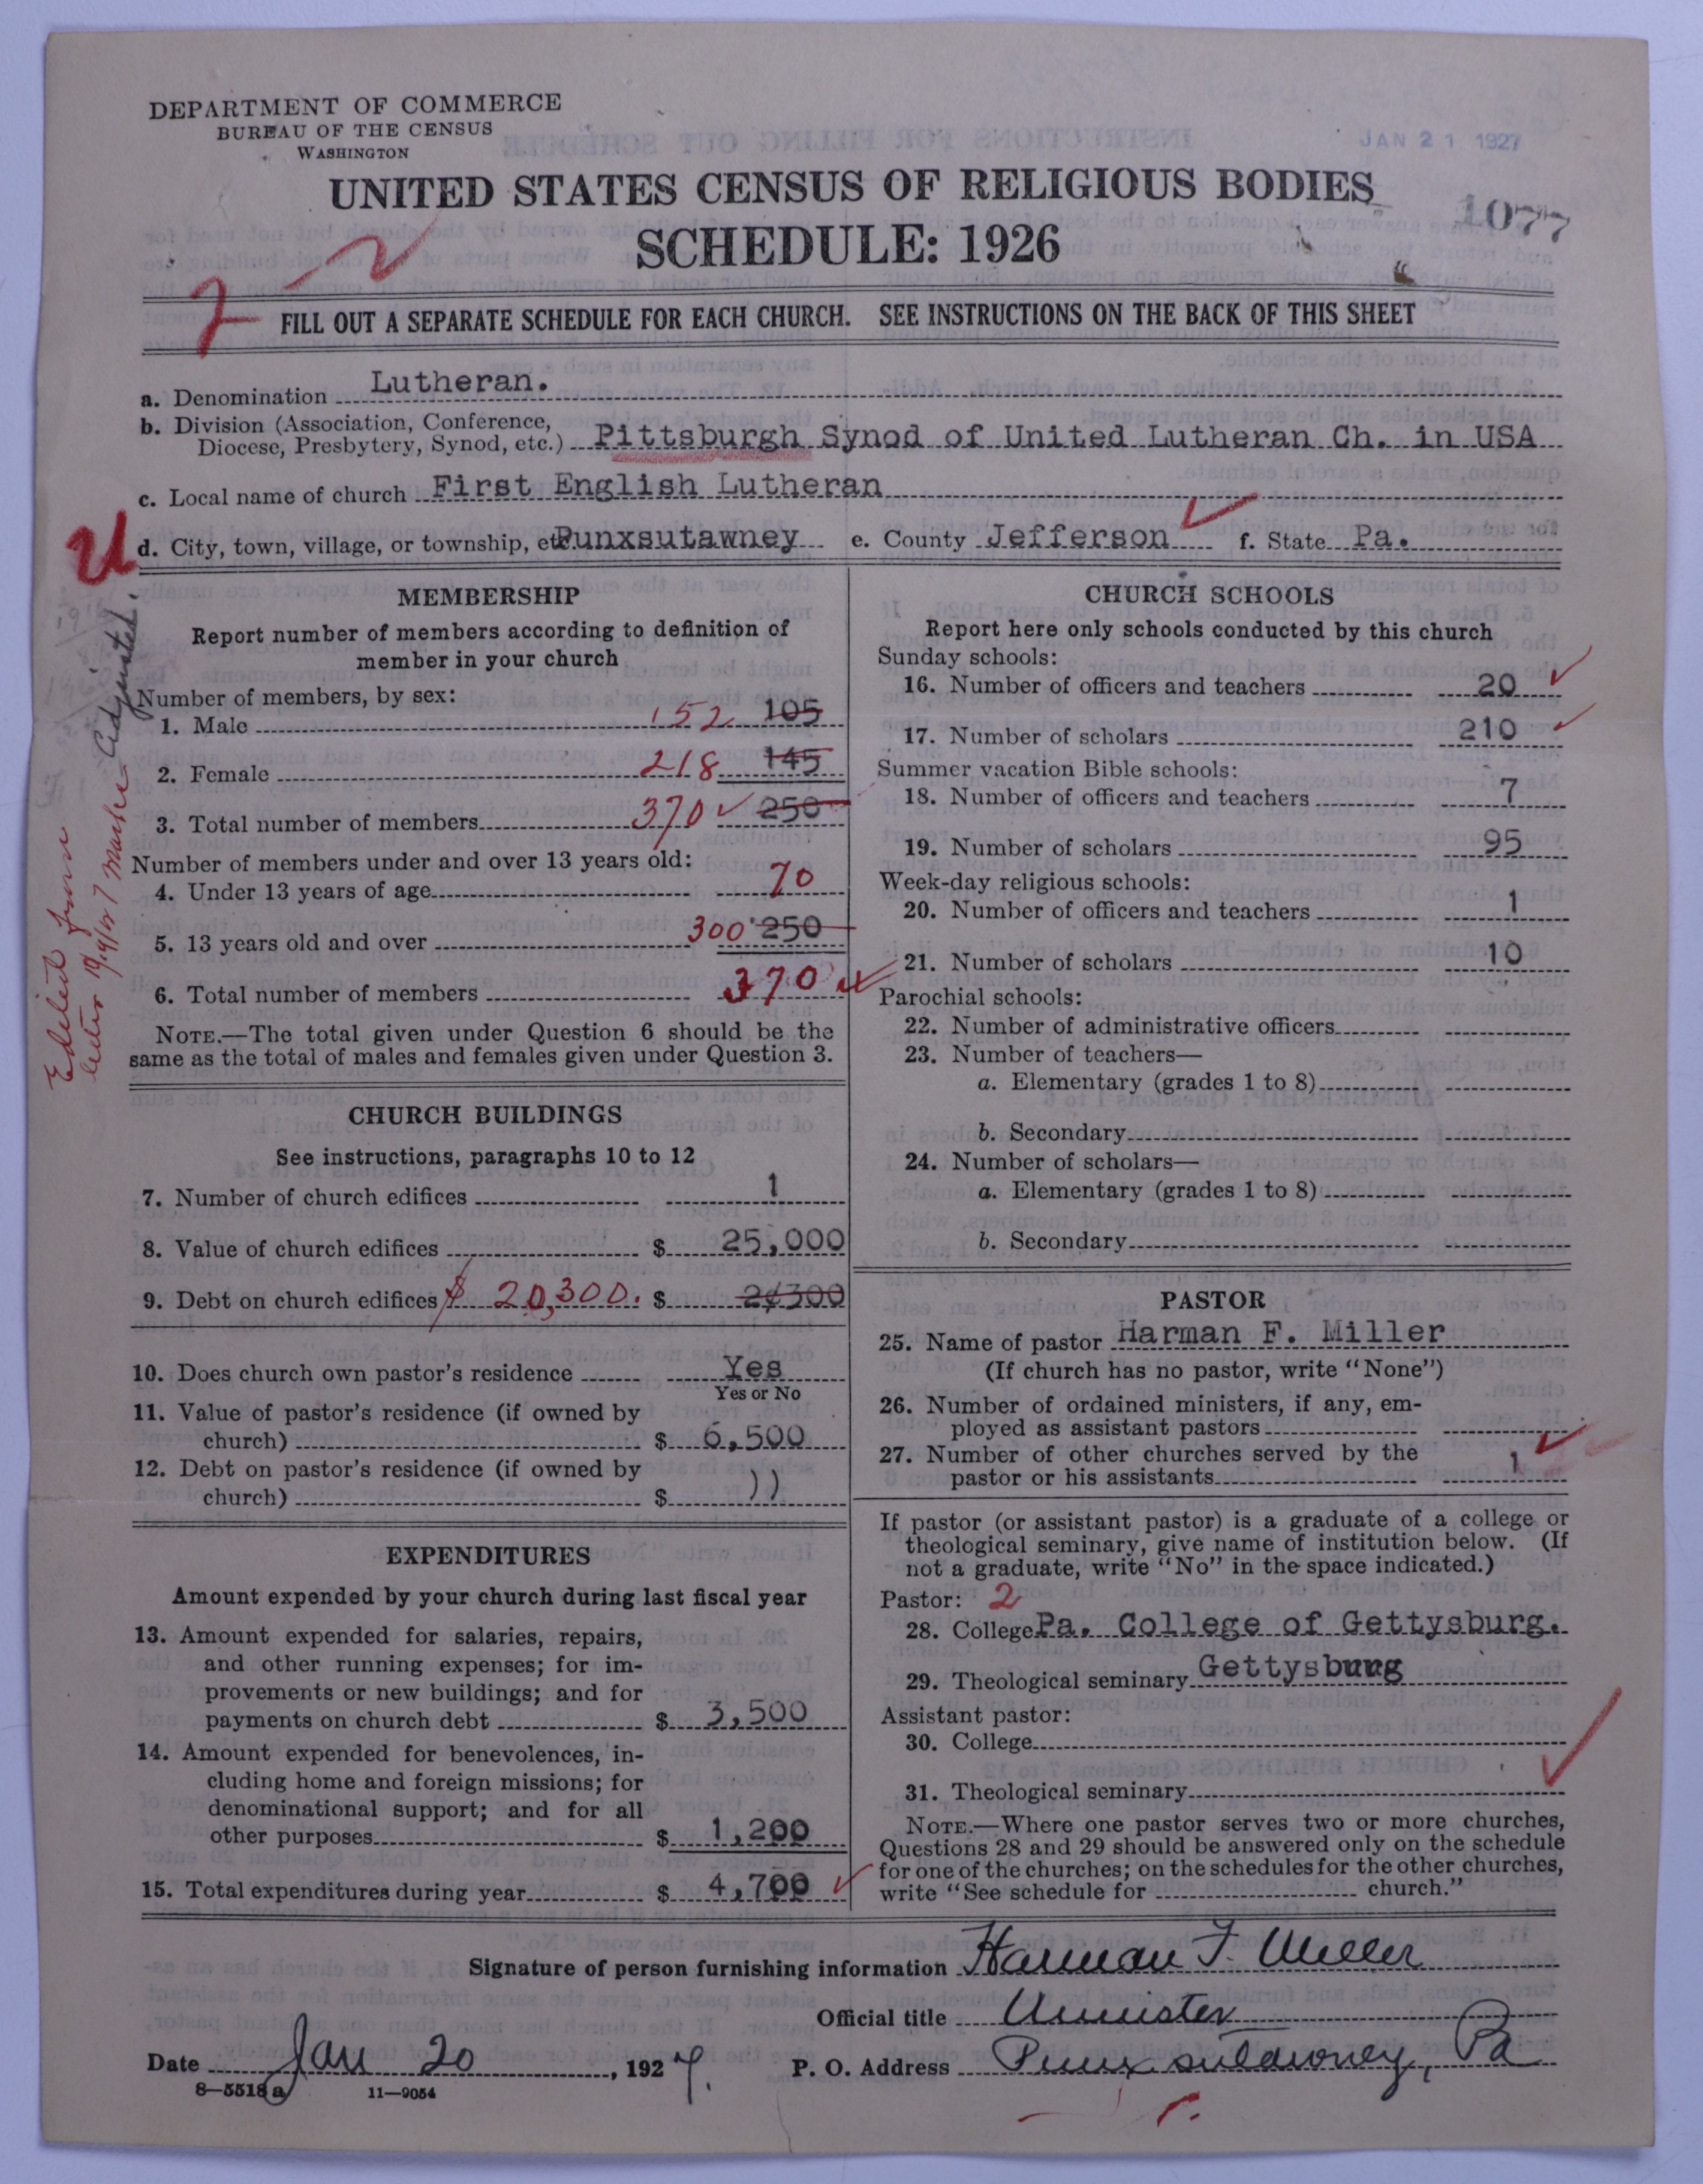 DEPARTMENT OF COMMERCE
BUREAU OF THE CENSUS
WASHINGTON
JAN 21 1927
UNITED STATES CENSUS OF RELIGIOUS BODIES
1077
SCHEDULE: 1926
FILL OUT A SEPARATE SCHEDULE FOR EACH CHURCH. SEE INSTRUCTIONS ON THE BACK OF THIS SHEET
a. Denomination Lutheran.
b. Division (Association, Conference,
Diocese, Presbytery, Synod, etc.) Pittsburgh Synod of United Lutheran Ch. in USA
c. Local name of church First English Lutheran
U
d. City, town, village, or township, etc. Punxsutawney e. County Jefferson f. State Pa.
MEMBERSHIP
Report number of members according to definition of
member in your church
Number of members, by sex:
1. Male 152 105
2. Female 218 145
3. Total number of members 370 250
Number of members under and over 13 years old:
4. Under 13 years of age 70
5. 13 years old and over 300 250
6. Total number of members 370
NOTE.—The total given under Question 6 should be the
same as the total of males and females given under Question 3.
Edited from
letter
Adjusted.
CHURCH BUILDINGS
See instructions, paragraphs 10 to 12
7. Number of church edifices 1
8. Value of church edifices $ 25,000
9. Debt on church edifices $ 20,300. $
10. Does church own pastor's residence Yes
Yes or No
11. Value of pastor's residence (if owned by
church) $ 6,500
12. Debt on pastor's residence (if owned by
church) $ ))
EXPENDITURES
Amount expended by your church during last fiscal year
13. Amount expended for salaries, repairs,
and other running expenses; for im-
provements or new buildings; and for
payments on church debt $ 3,500
14. Amount expended for benevolences, in-
cluding home and foreign missions; for
denominational support; and for all
other purposes $ 1,200
15. Total expenditures during year $ 4,700
CHURCH SCHOOLS
Report here only schools conducted by this church
Sunday schools:
16. Number of officers and teachers 20
17. Number of scholars 210
Summer vacation Bible schools:
18. Number of officers and teachers 7
19. Number of scholars 95
Week-day religious schools:
20. Number of officers and teachers 1
21. Number of scholars 10
Parochial schools:
22. Number of administrative officers
23. Number of teachers—
a. Elementary (grades 1 to 8)
b. Secondary
24. Number of scholars—
a. Elementary (grades 1 to 8)
b. Secondary
PASTOR
25. Name of pastor Harman F. Miller
(If church has no pastor, write "None")
26. Number of ordained ministers, if any, em-
ployed as assistant pastors
27. Number of other churches served by the
pastor or his assistants 1
If pastor (or assistant pastor) is a graduate of a college or
theological seminary, give name of institution below. (If
not a graduate, write "No" in the space indicated.)
Pastor: 2
28. College Pa. College of Gettysburg.
29. Theological seminary Gettysburg
Assistant pastor:
30. College
31. Theological seminary
NOTE.—Where one pastor serves two or more churches,
Questions 28 and 29 should be answered only on the schedule
for one of the churches; on the schedules for the other churches,
write "See schedule for church."
Signature of person furnishing information Harman F. Miller
Official title Minister
Date Jan 20, 1927. P. O. Address Punxsutawney, Pa
8—5518 a 11—9054